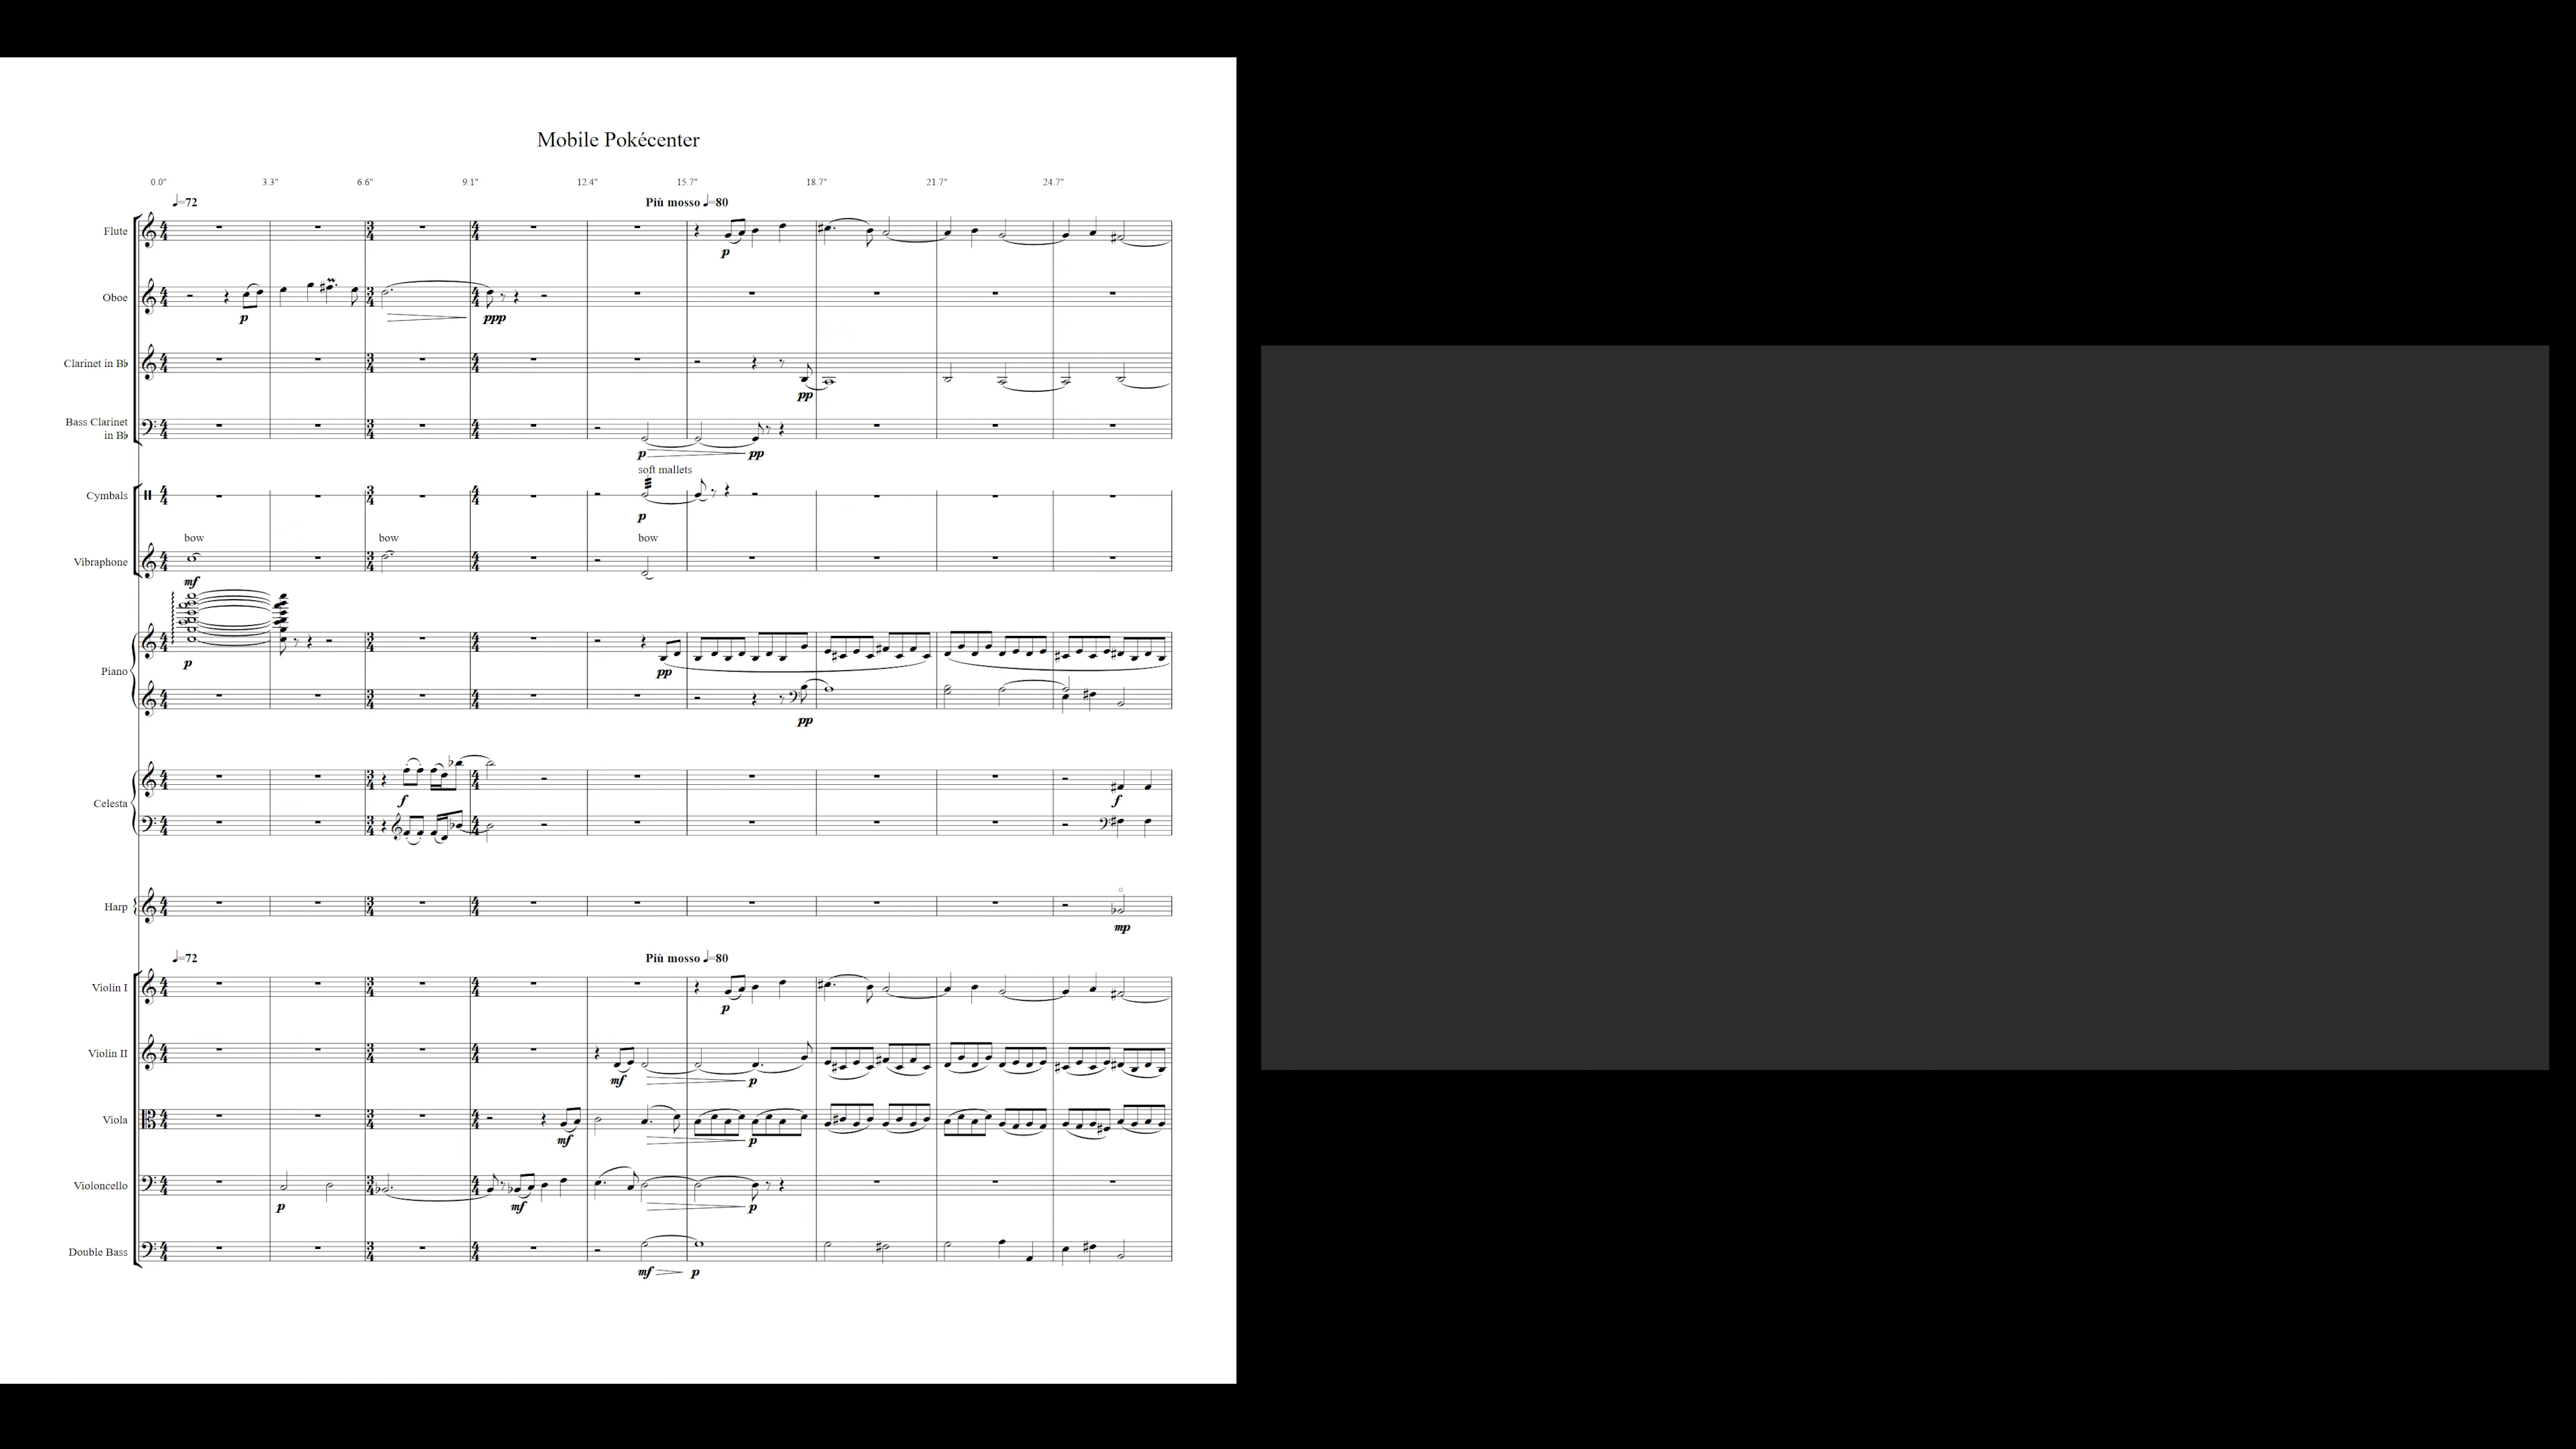 Mobile Pokécenter
0.0" 3.3" 6.6" 9.1" 12.4" 15.7" 18.7" 21.7" 24.7"
♩=72 Più mosso ♩=80
Flute
p
Oboe
p ppp
Clarinet in B♭
pp
Bass Clarinet
in B♭
p pp
soft mallets
Cymbals
p
bow bow bow
Vibraphone
mf
p
Piano
pp
pp
Celesta
f f
Harp
mp
♩=72 Più mosso ♩=80
Violin I
p
Violin II
mf p
Viola
mf p
Violoncello
p mf p
Double Bass
mf p